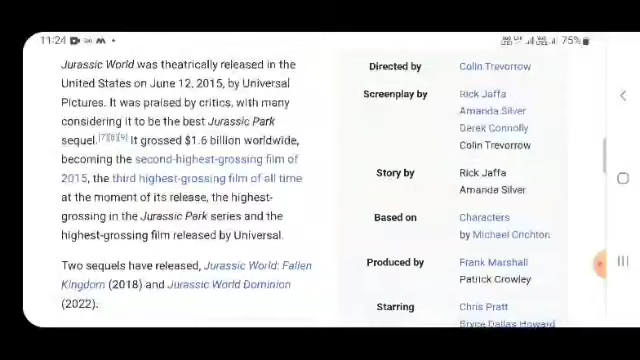 11:24
75%
Jurassic World was theatrically released in the
United States on June 12, 2015, by Universal
Pictures. It was praised by critics, with many
considering it to be the best Jurassic Park
sequel.[7][8][9] It grossed $1.6 billion worldwide,
becoming the second-highest-grossing film of
2015, the third highest-grossing film of all time
at the moment of its release, the highest-
grossing in the Jurassic Park series and the
highest-grossing film released by Universal.
Two sequels have released, Jurassic World: Fallen
Kingdom (2018) and Jurassic World Dominion
(2022).
Directed by Colin Trevorrow
Screenplay by Rick Jaffa
Amanda Silver
Derek Connolly
Colin Trevorrow
Story by Rick Jaffa
Amanda Silver
Based on Characters
by Michael Crichton
Produced by Frank Marshall
Patrick Crowley
Starring Chris Pratt
Bryce Dallas Howard